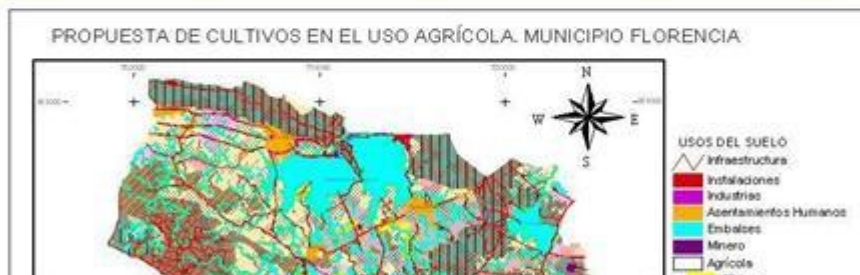 PROPUESTA DE CULTIVOS EN EL USO AGRÍCOLA. MUNICIPIO FLORENCIA
N
W E
S
USOS DEL SUELO
Infraestructura
Instalaciones
Industrias
Asentamientos Humanos
Embalses
Minero
Agrícola